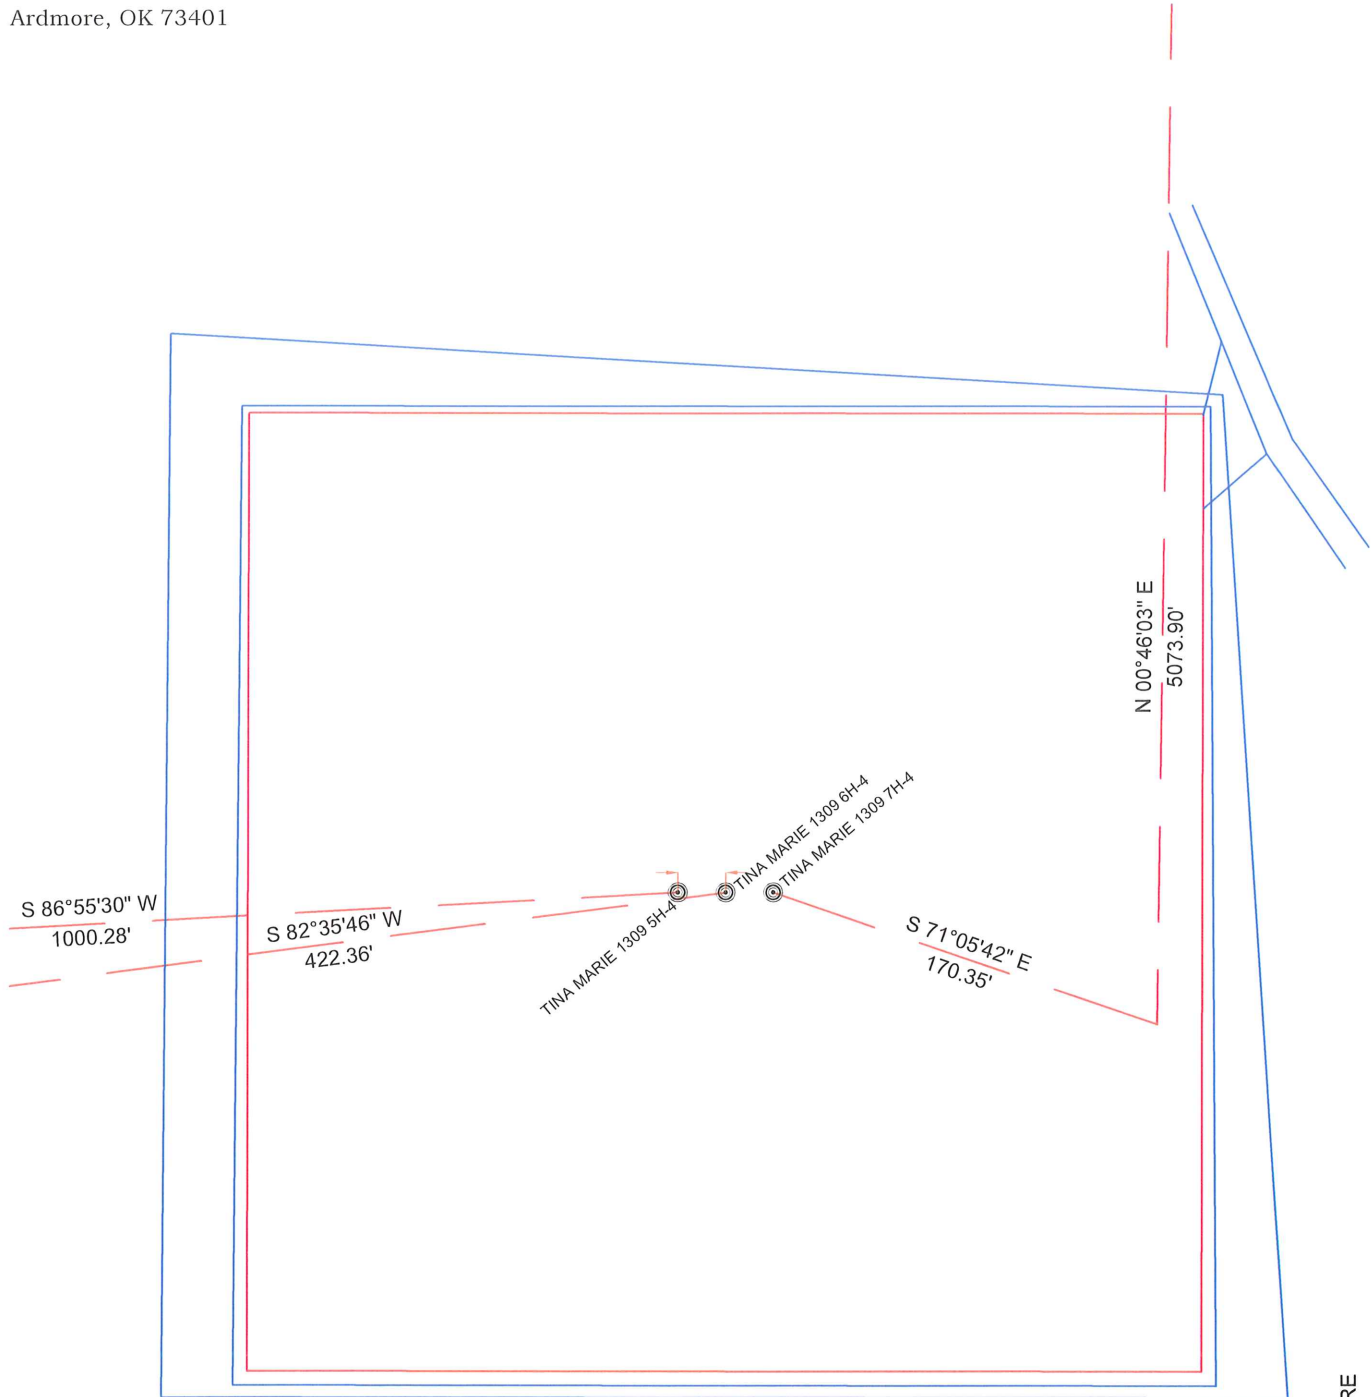 Ardmore, OK 73401
N 00°46'03" E
5073.90'
TINA MARIE 1309 6H-4
TINA MARIE 1309 7H-4
S 86°55'30" W
1000.28'
S 82°35'46" W
422.36'
TINA MARIE 1309 5H-4
S 71°05'42" E
170.35'
RE